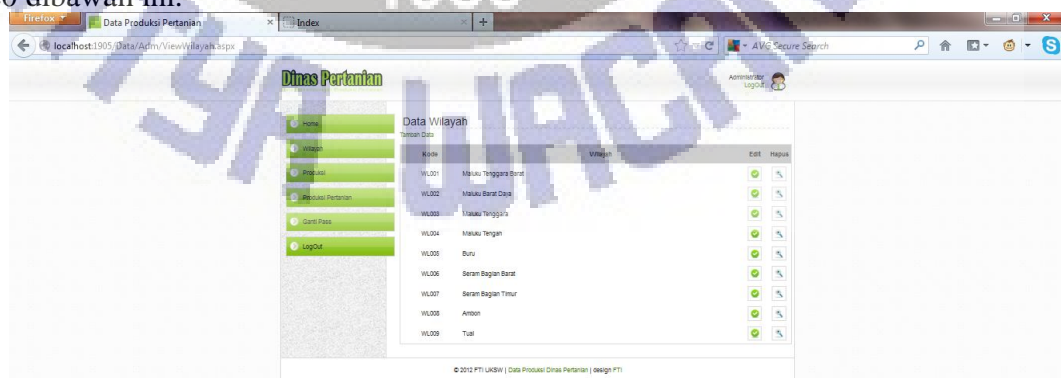 dibawah ini.
Firefox
Data Produksi Pertanian × Index × +
localhost:1905/Data/Adm/ViewWilayah.aspx
AVG Secure Search
Dinas Pertanian
Administrator
LogOut
Home
Wilayah
Produksi
Produksi Pertanian
Ganti Pass
LogOut
Data Wilayah
Tambah Data
Kode Wilayah Edit Hapus
WL001 Maluku Tenggara Barat
WL002 Maluku Barat Daya
WL003 Maluku Tenggara
WL004 Maluku Tengah
WL005 Buru
WL006 Seram Bagian Barat
WL007 Seram Bagian Timur
WL008 Ambon
WL009 Tual
© 2012 FTI UKSW | Data Produksi Dinas Pertanian | design FTI